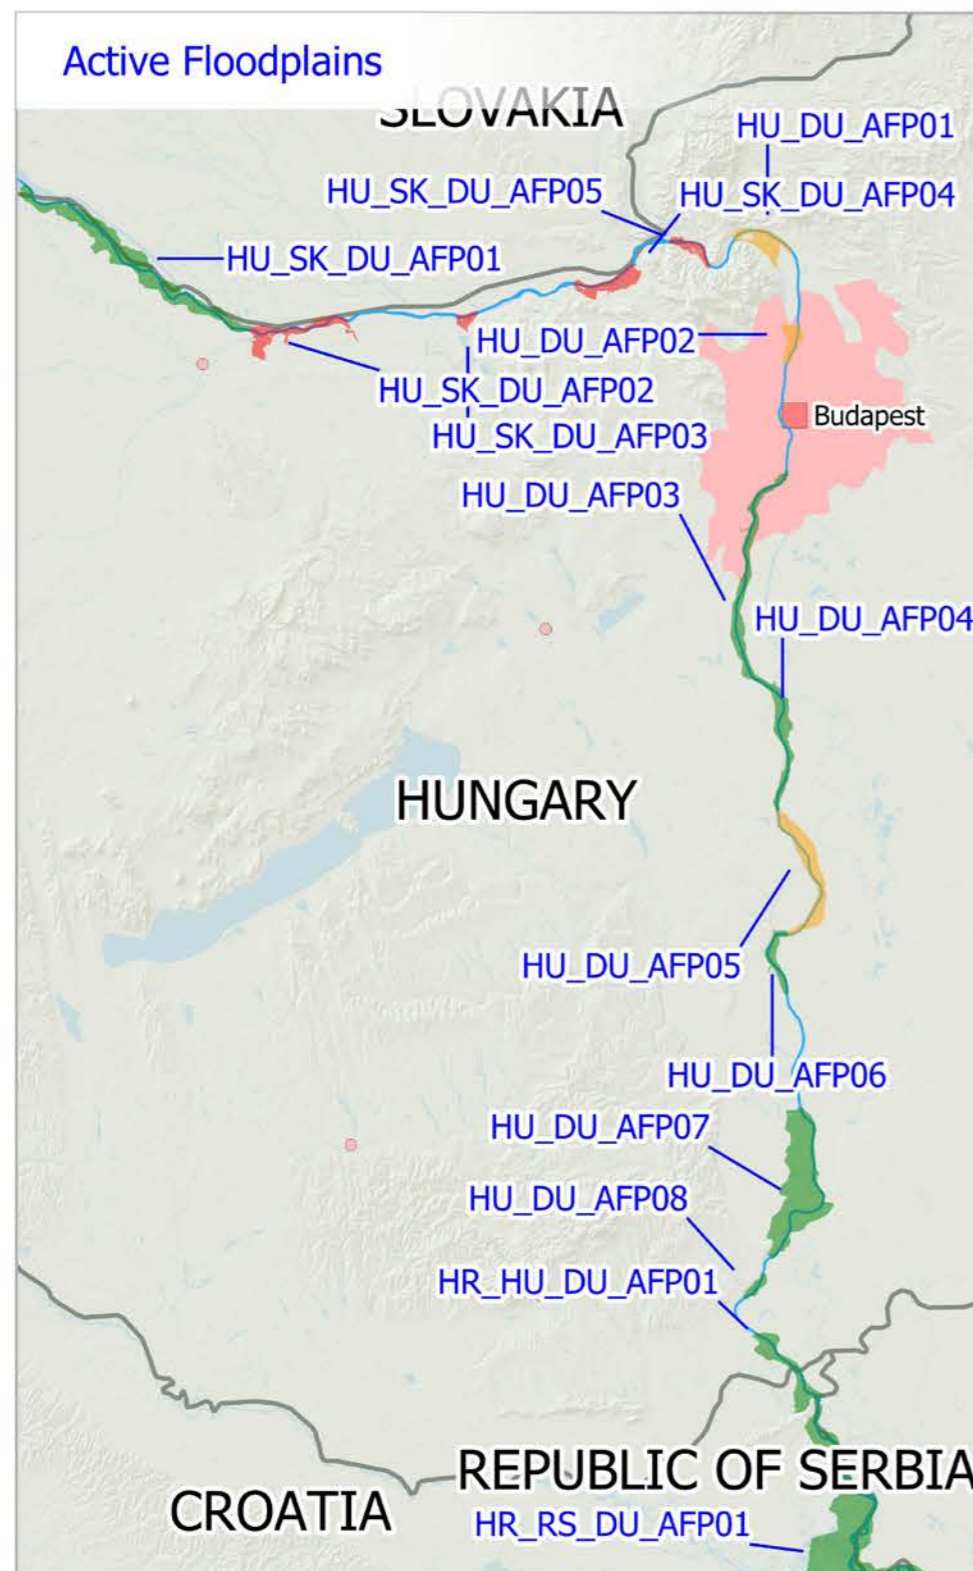 Active Floodplains
SLOVAKIA
HU_DU_AFP01
HU_SK_DU_AFP05
HU_SK_DU_AFP04
HU_SK_DU_AFP01
HU_DU_AFP02
HU_SK_DU_AFP02
Budapest
HU_SK_DU_AFP03
HU_DU_AFP03
HU_DU_AFP04
HUNGARY
HU_DU_AFP05
HU_DU_AFP06
HU_DU_AFP07
HU_DU_AFP08
HR_HU_DU_AFP01
REPUBLIC OF SERBIA
CROATIA
HR_RS_DU_AFP01